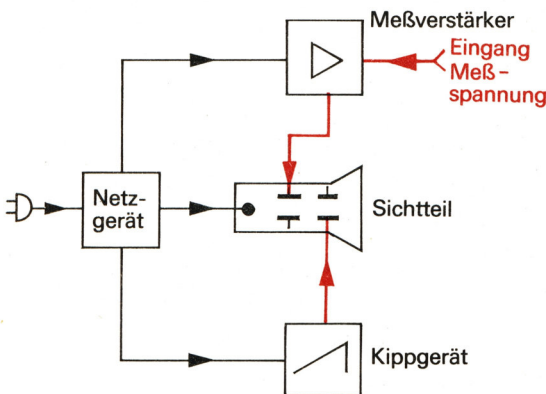 Meßverstärker
Eingang
Meß-
spannung
Netz-
gerät
Sichtteil
Kippgerät